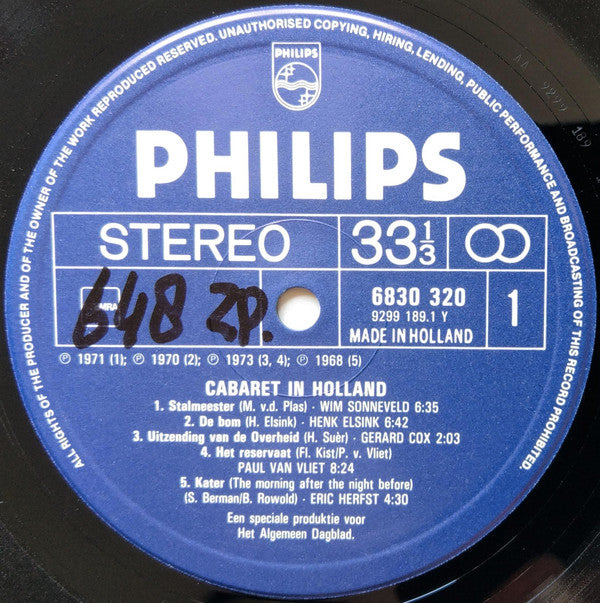 ALL RIGHTS OF THE PRODUCER AND OF THE OWNER OF THE WORK REPRODUCED RESERVED. UNAUTHORISED COPYING, HIRING, LENDING, PUBLIC PERFORMANCE AND BROADCASTING OF THIS RECORD PROHIBITED.
PHILIPS
PHILIPS
STEREO 33 1/3
648 ZP.
6830 320
9299 189.1 Y
MADE IN HOLLAND
1
℗ 1971 (1); ℗ 1970 (2); ℗ 1973 (3, 4); ℗ 1968 (5)
CABARET IN HOLLAND
1. Stalmeester (M. v.d. Plas) · WIM SONNEVELD 6:35
2. De bom (H. Elsink) · HENK ELSINK 6:42
3. Uitzending van de Overheid (H. Suèr) · GERARD COX 2:03
4. Het reservaat (Fl. Kist/P. v. Vliet)
PAUL VAN VLIET 8:24
5. Kater (The morning after the night before)
(S. Berman/B. Rowold) · ERIC HERFST 4:30
Een speciale produktie voor
Het Algemeen Dagblad.
AA 9299 189